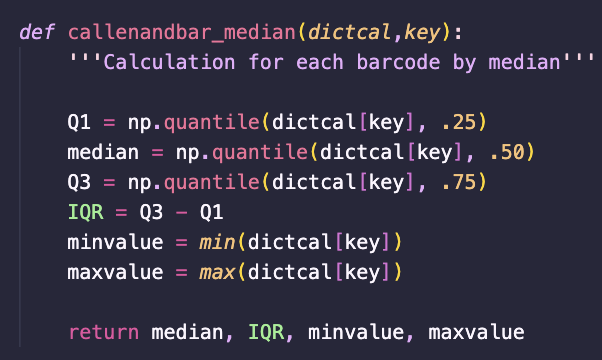 def callenandbar_median(dictcal,key):
    '''Calculation for each barcode by median'''
    Q1 = np.quantile(dictcal[key], .25)
    median = np.quantile(dictcal[key], .50)
    Q3 = np.quantile(dictcal[key], .75)
    IQR = Q3 - Q1
    minvalue = min(dictcal[key])
    maxvalue = max(dictcal[key])
    return median, IQR, minvalue, maxvalue